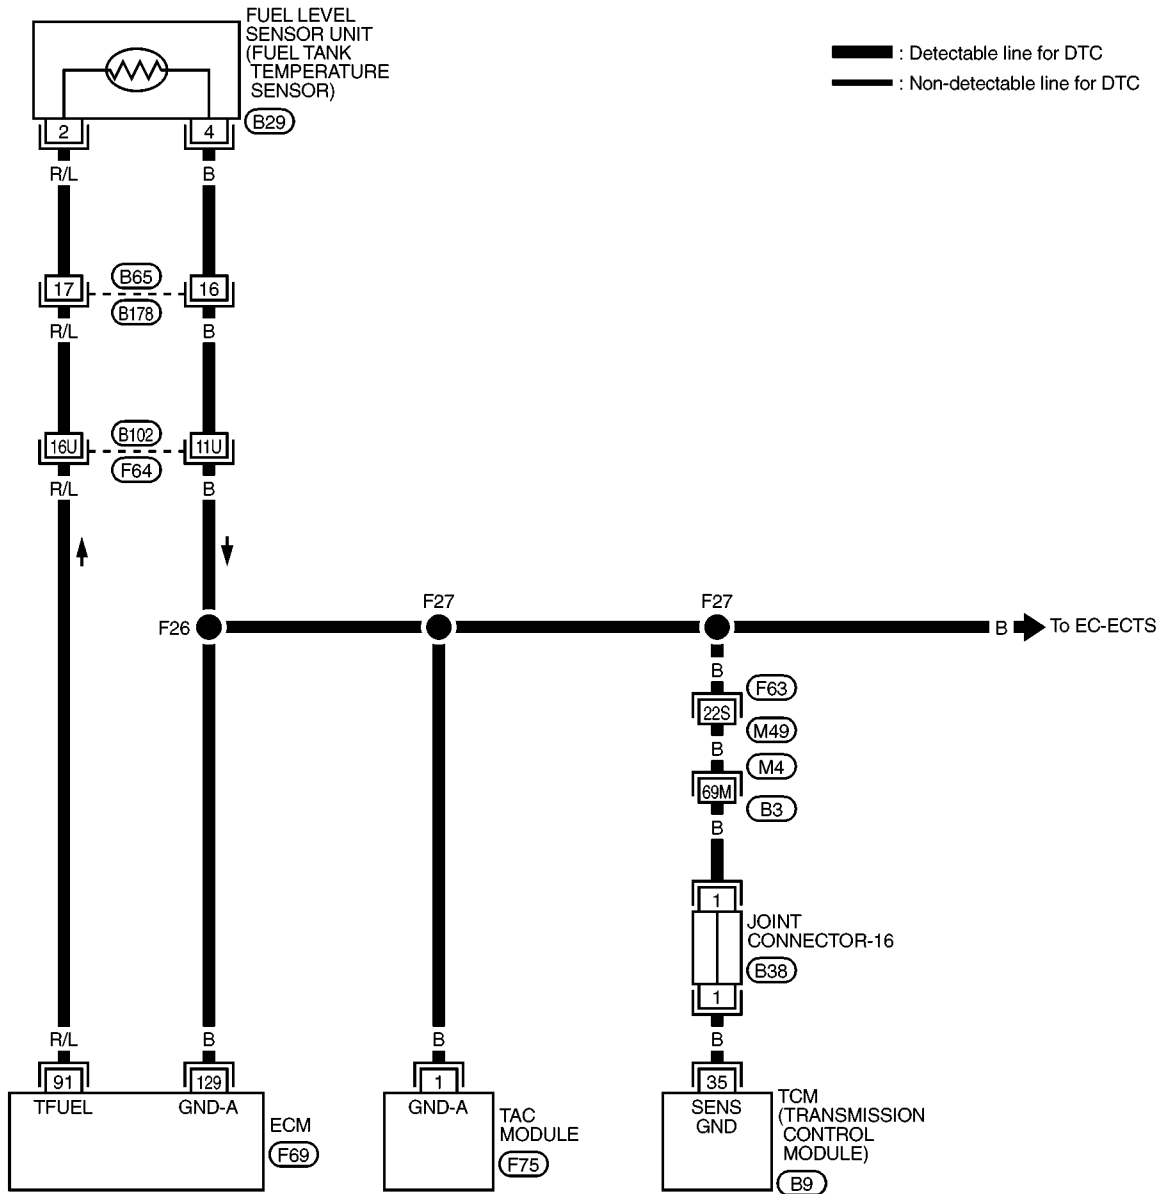 FUEL LEVEL
SENSOR UNIT
(FUEL TANK
TEMPERATURE
SENSOR)
B29
: Detectable line for DTC
: Non-detectable line for DTC
2
4
R/L
B
17
B65
B178
16
R/L
B
16U
B102
F64
11U
R/L
B
F26
F27
F27
B
To EC-ECTS
B
F63
22S
M49
B
M4
69M
B3
B
1
JOINT
CONNECTOR-16
B38
1
R/L
B
B
B
91
129
1
35
TFUEL
GND-A
ECM
F69
GND-A
TAC
MODULE
F75
SENS
GND
TCM
(TRANSMISSION
CONTROL
MODULE)
B9